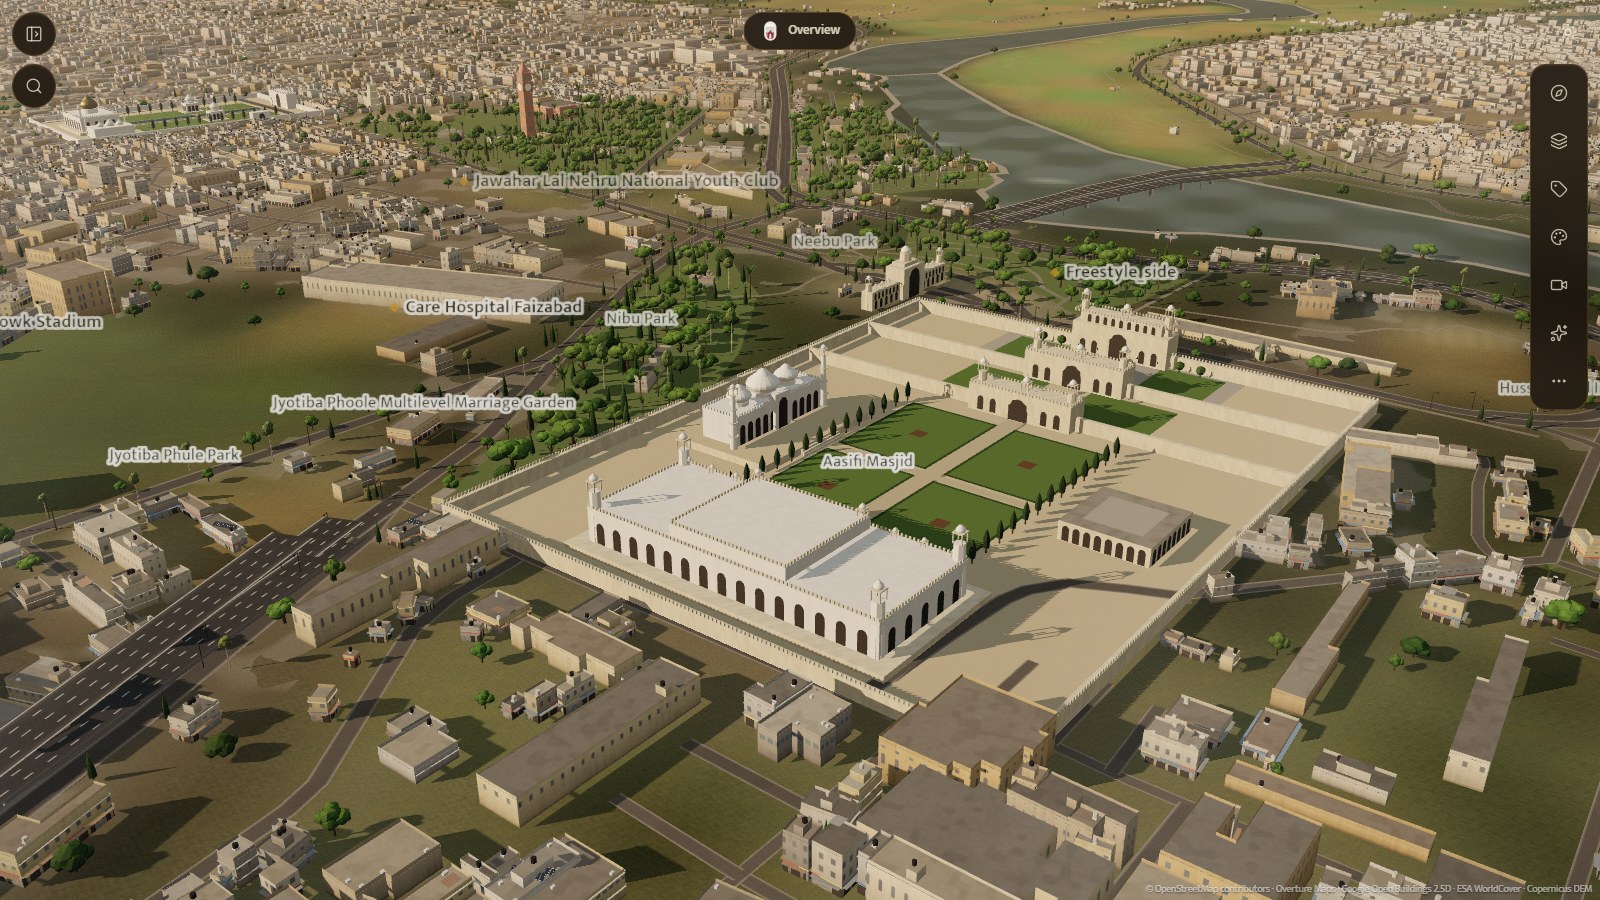 Overview
Jawahar Lal Nehru National Youth Club
Neebu Park
Freestyle_side
Care Hospital Faizabad
Nibu Park
owk Stadium
Jyotiba Phoole Multilevel Marriage Garden
Huss
Jyotiba Phule Park
Aasifi Masjid
© OpenStreetMap contributors · Overture Maps · Google Open Buildings 2.5D · ESA WorldCover · Copernicus DEM